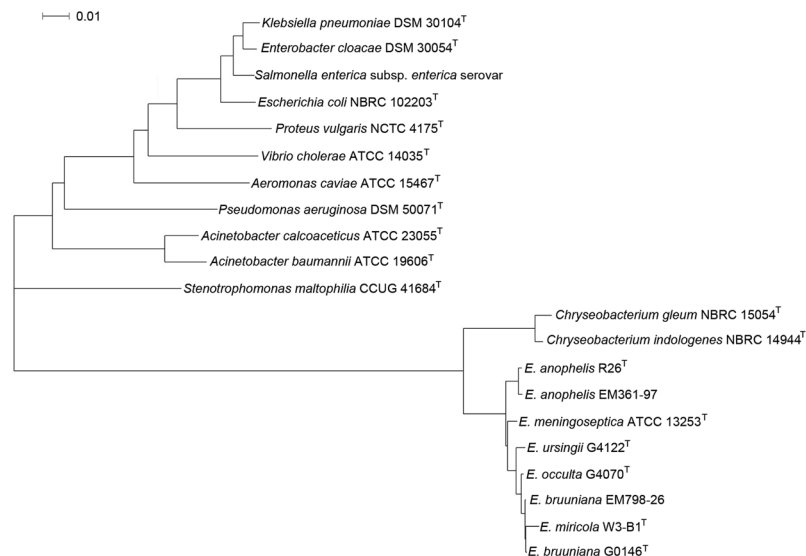 0.01
Klebsiella pneumoniae DSM 30104ᵀ
Enterobacter cloacae DSM 30054ᵀ
Salmonella enterica subsp. enterica serovar
Escherichia coli NBRC 102203ᵀ
Proteus vulgaris NCTC 4175ᵀ
Vibrio cholerae ATCC 14035ᵀ
Aeromonas caviae ATCC 15467ᵀ
Pseudomonas aeruginosa DSM 50071ᵀ
Acinetobacter calcoaceticus ATCC 23055ᵀ
Acinetobacter baumannii ATCC 19606ᵀ
Stenotrophomonas maltophilia CCUG 41684ᵀ
Chryseobacterium gleum NBRC 15054ᵀ
Chryseobacterium indologenes NBRC 14944ᵀ
E. anophelis R26ᵀ
E. anophelis EM361-97
E. meningoseptica ATCC 13253ᵀ
E. ursingii G4122ᵀ
E. occulta G4070ᵀ
E. bruuniana EM798-26
E. miricola W3-B1ᵀ
E. bruuniana G0146ᵀ